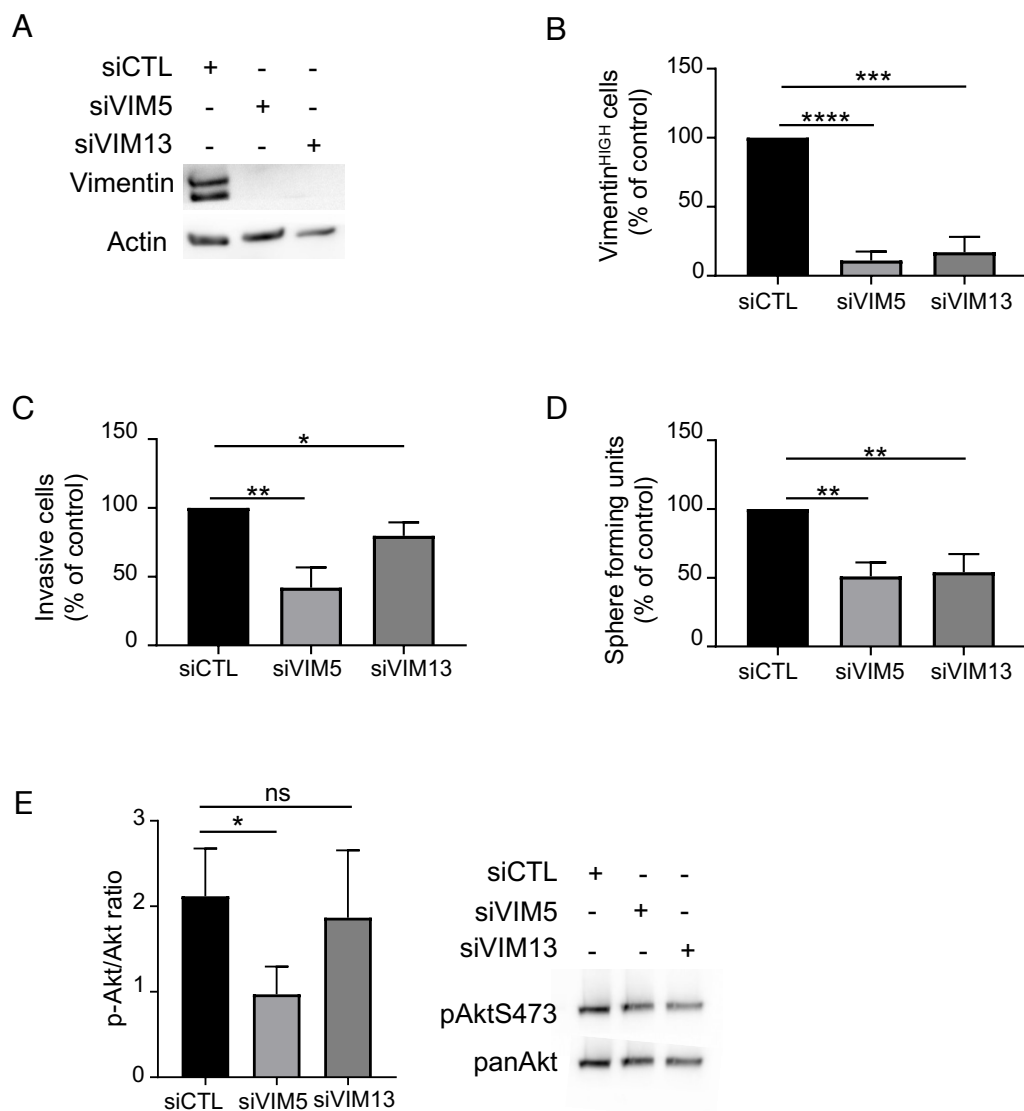 A
siCTL + - -
siVIM5 - + -
siVIM13 - - +
Vimentin
Actin
B
Vimentin^HIGH cells
(% of control)
150
100
50
0
***
****
siCTL siVIM5 siVIM13
C
Invasive cells
(% of control)
150
100
50
0
*
**
siCTL siVIM5 siVIM13
D
Sphere forming units
(% of control)
150
100
50
0
**
**
siCTL siVIM5 siVIM13
E
p-Akt/Akt ratio
3
2
1
0
ns
*
siCTL siVIM5 siVIM13
siCTL + - -
siVIM5 - + -
siVIM13 - - +
pAktS473
panAkt